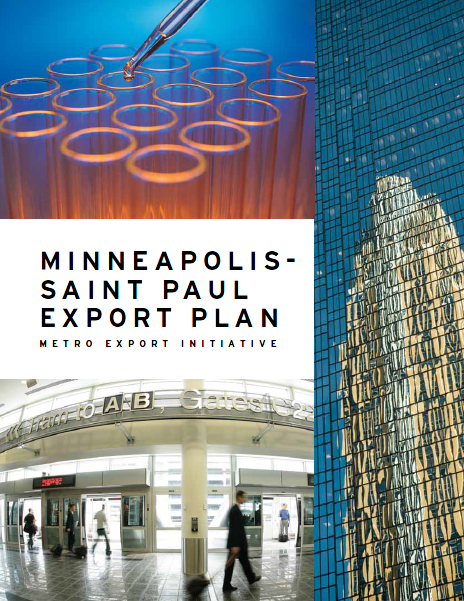 MINNEAPOLIS-
SAINT PAUL
EXPORT PLAN
METRO EXPORT INITIATIVE
Tram to A B, Gates C